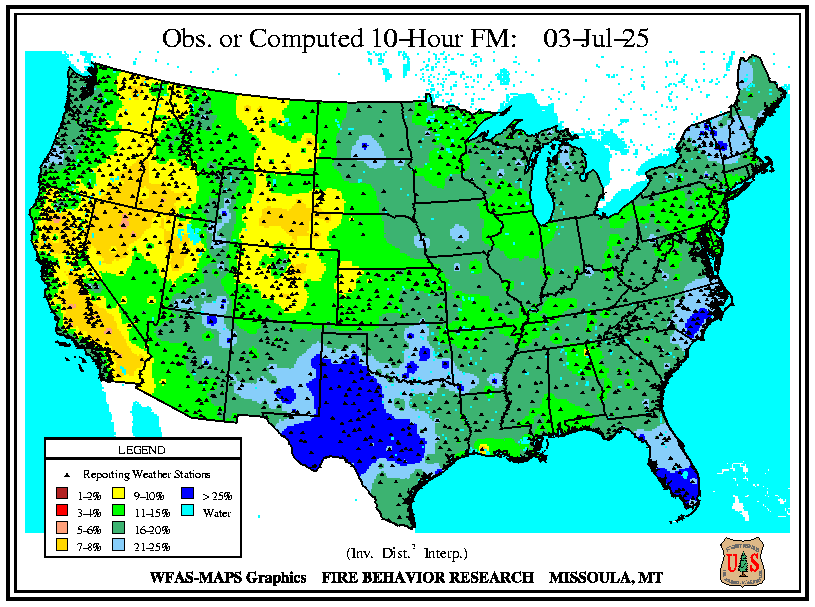 Obs. or Computed 10-Hour FM: 03-Jul-25
LEGEND
Reporting Weather Stations
1-2% 9-10% > 25%
3-4% 11-15% Water
5-6% 16-20%
7-8% 21-25%
(Inv. Dist.² Interp.)
WFAS-MAPS Graphics FIRE BEHAVIOR RESEARCH MISSOULA, MT
U S